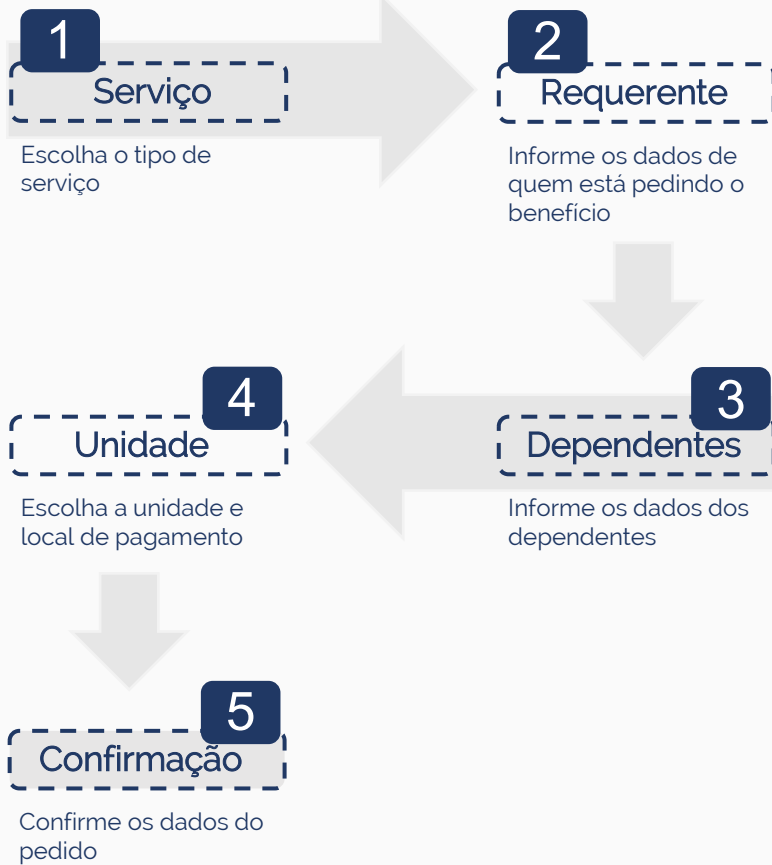 1
Serviço
Escolha o tipo de
serviço
2
Requerente
Informe os dados de
quem está pedindo o
benefício
3
Dependentes
Informe os dados dos
dependentes
4
Unidade
Escolha a unidade e
local de pagamento
5
Confirmação
Confirme os dados do
pedido